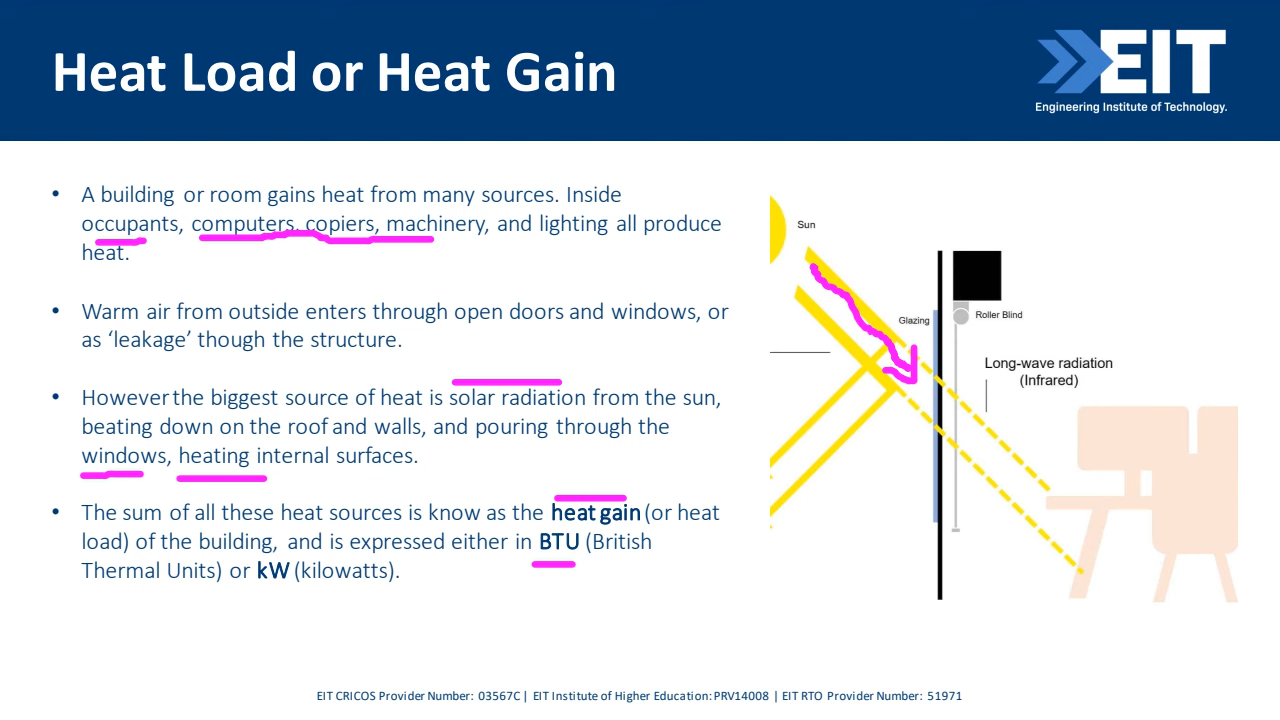 Heat Load or Heat Gain
EIT
Engineering Institute of Technology.
• A building or room gains heat from many sources. Inside
occupants, computers, copiers, machinery, and lighting all produce
heat.
• Warm air from outside enters through open doors and windows, or
as ‘leakage’ though the structure.
• However the biggest source of heat is solar radiation from the sun,
beating down on the roof and walls, and pouring through the
windows, heating internal surfaces.
• The sum of all these heat sources is know as the heat gain (or heat
load) of the building, and is expressed either in BTU (British
Thermal Units) or kW (kilowatts).
Sun
Glazing
Roller Blind
Long-wave radiation
(Infrared)
EIT CRICOS Provider Number: 03567C | EIT Institute of Higher Education: PRV14008 | EIT RTO Provider Number: 51971